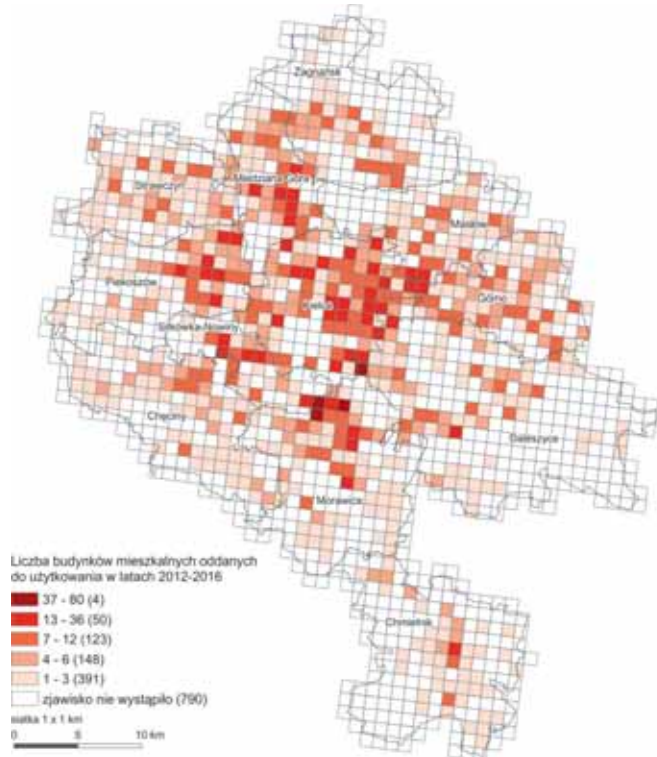 Zagnańsk
Miedziana Góra
Strawczyn
Masłów
Piekoszów
Górno
Kielce
Sitkówka-Nowiny
Chęciny
Daleszyce
Morawica
Liczba budynków mieszkalnych oddanych
do użytkowania w latach 2012-2016
37 - 80 (4)
13 - 36 (50)
7 - 12 (123)
4 - 6 (148)
1 - 3 (391)
zjawisko nie wystąpiło (790)
siatka 1 x 1 km
0 5 10 km
Chmielnik